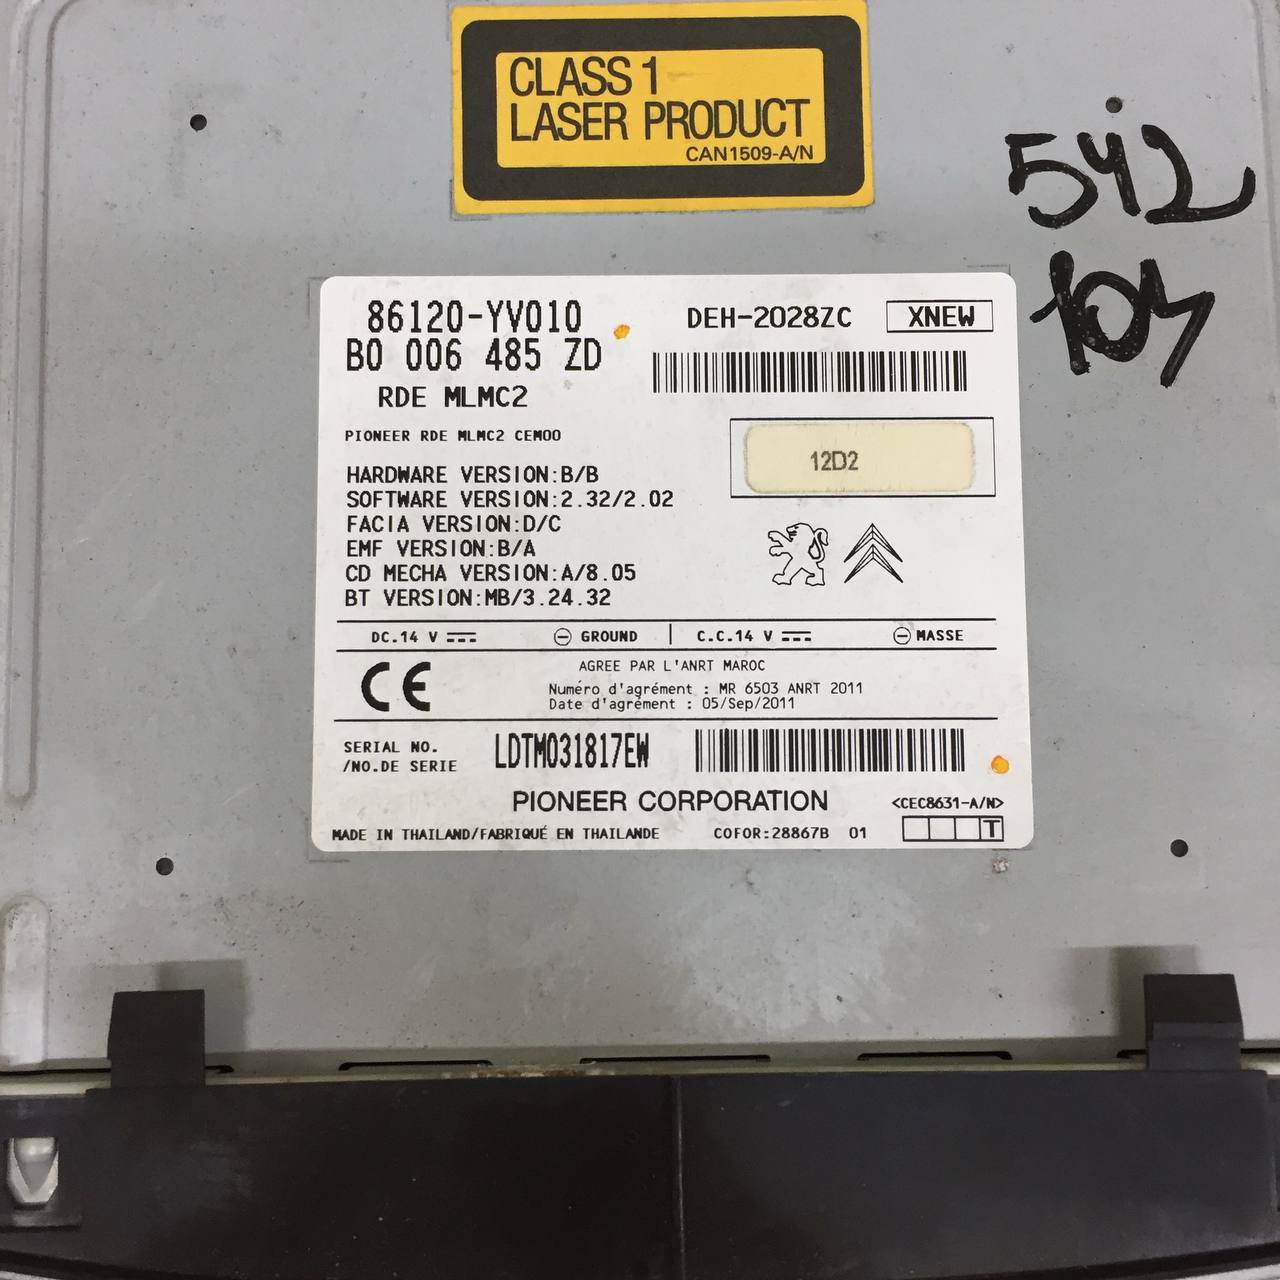 CLASS 1
LASER PRODUCT
CAN1509-A/N
542
104
86120-YV010
DEH-2028ZC
XNEW
B0 006 485 ZD
RDE MLMC2
PIONEER RDE MLMC2 CEM00
12D2
HARDWARE VERSION:B/B
SOFTWARE VERSION:2.32/2.02
FACIA VERSION:D/C
EMF VERSION:B/A
CD MECHA VERSION:A/8.05
BT VERSION:MB/3.24.32
DC.14 V ⎓ ⊖ GROUND | C.C.14 V ⎓ ⊖ MASSE
CE
AGREE PAR L'ANRT MAROC
Numéro d'agrément : MR 6503 ANRT 2011
Date d'agrément : 05/Sep/2011
SERIAL NO.
/NO.DE SERIE
LDTM031817EW
PIONEER CORPORATION
<CEC8631-A/N>
MADE IN THAILAND/FABRIQUÉ EN THAILANDE
COFOR:28867B 01
T